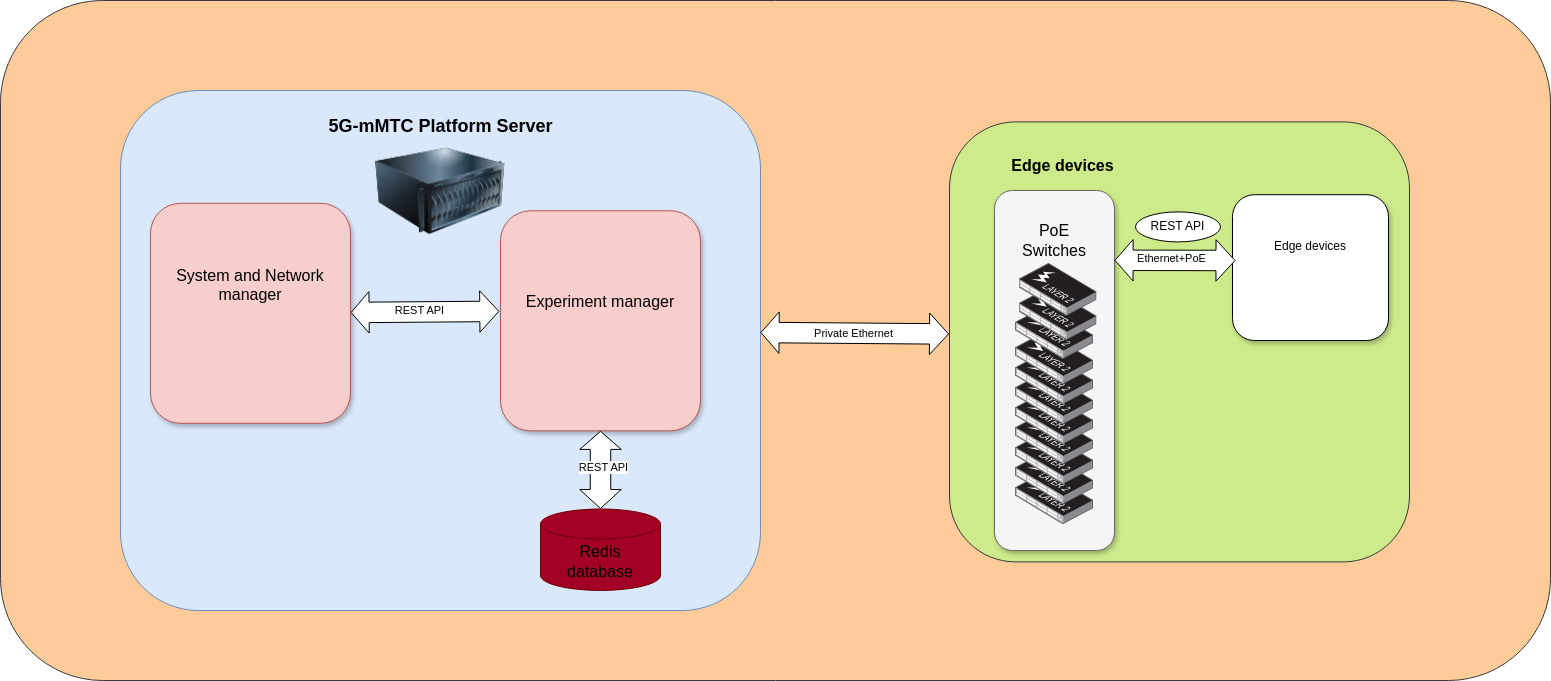 5G-mMTC Platform Server
System and Network
manager
REST API
Experiment manager
REST API
Redis
database
Private Ethernet
Edge devices
PoE
Switches
LAYER 2
LAYER 2
LAYER 2
LAYER 2
LAYER 2
LAYER 2
LAYER 2
LAYER 2
LAYER 2
LAYER 2
LAYER 2
REST API
Ethernet+PoE
Edge devices